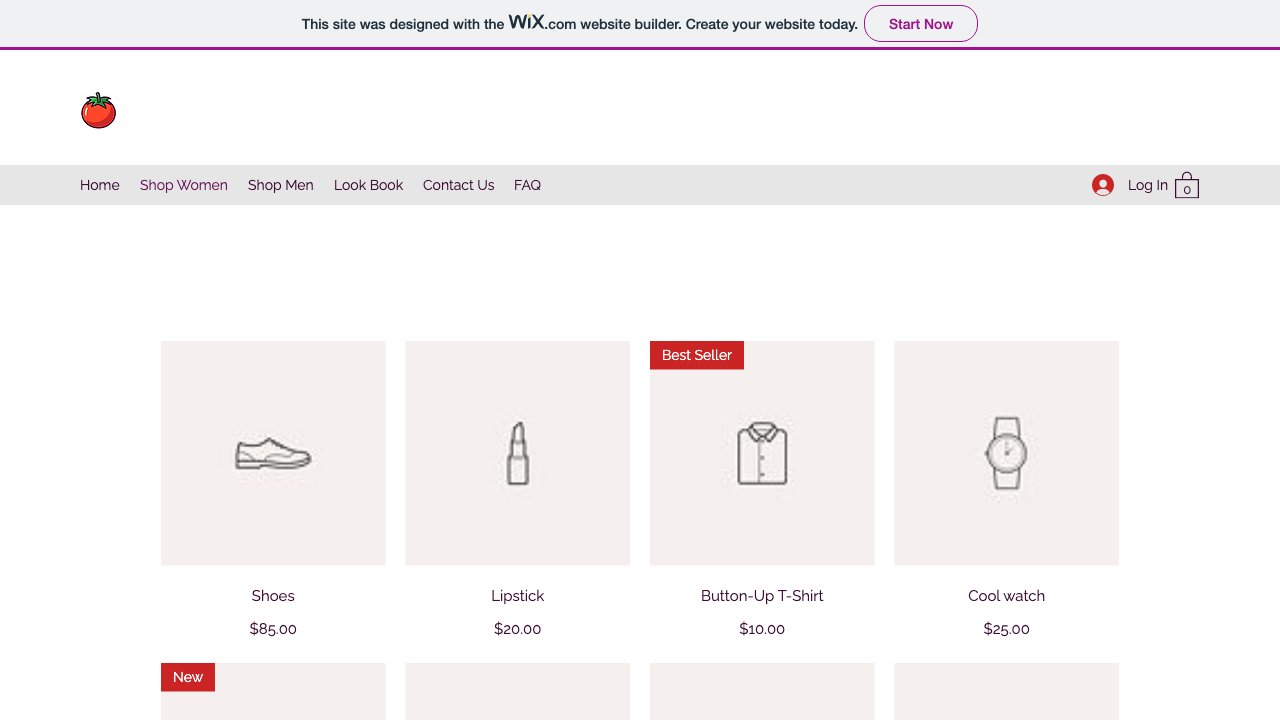 This site was designed with the WiX.com website builder. Create your website today. Start Now
Home Shop Women Shop Men Look Book Contact Us FAQ Log In 0
Best Seller
Shoes Lipstick Button-Up T-Shirt Cool watch
$85.00 $20.00 $10.00 $25.00
New